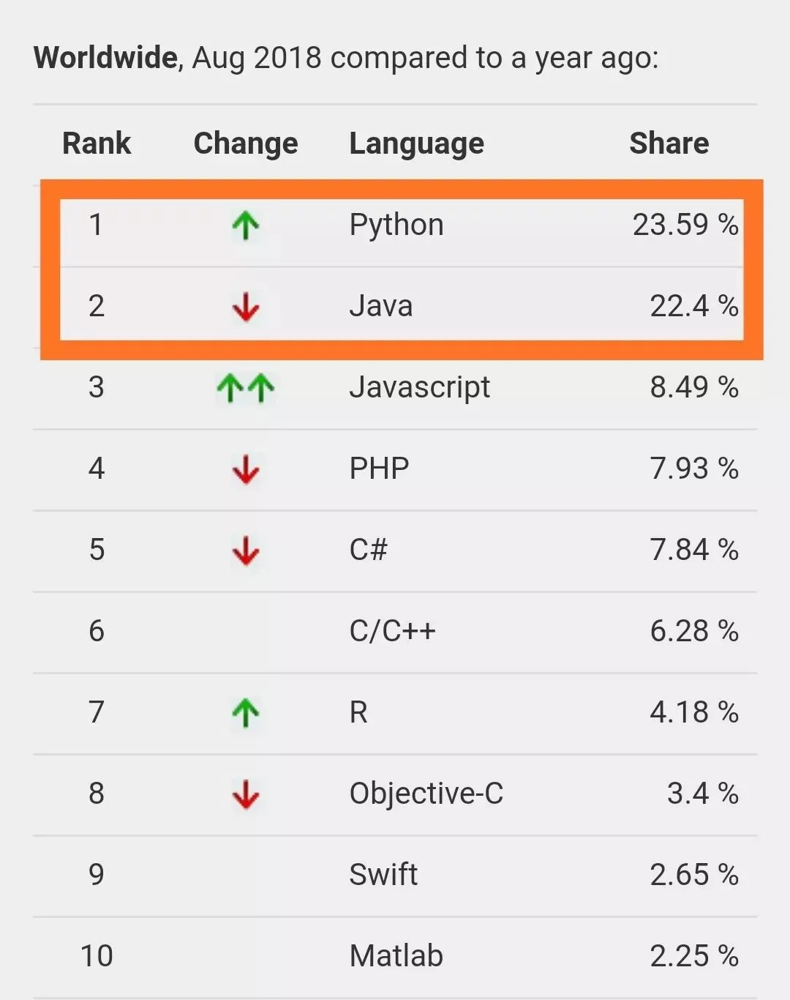 Worldwide, Aug 2018 compared to a year ago:
Rank Change Language Share
1 ↑ Python 23.59 %
2 ↓ Java 22.4 %
3 ↑↑ Javascript 8.49 %
4 ↓ PHP 7.93 %
5 ↓ C# 7.84 %
6 C/C++ 6.28 %
7 ↑ R 4.18 %
8 ↓ Objective-C 3.4 %
9 Swift 2.65 %
10 Matlab 2.25 %